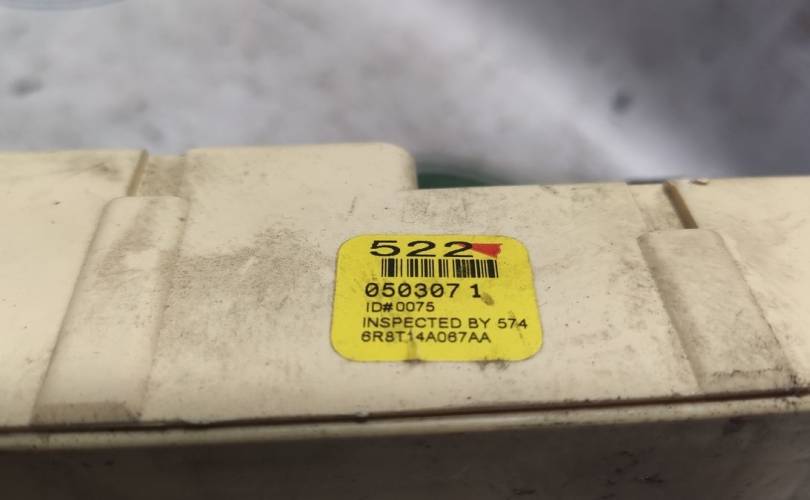 522
0503071
ID#0075
INSPECTED BY 574
6R8T14A067AA